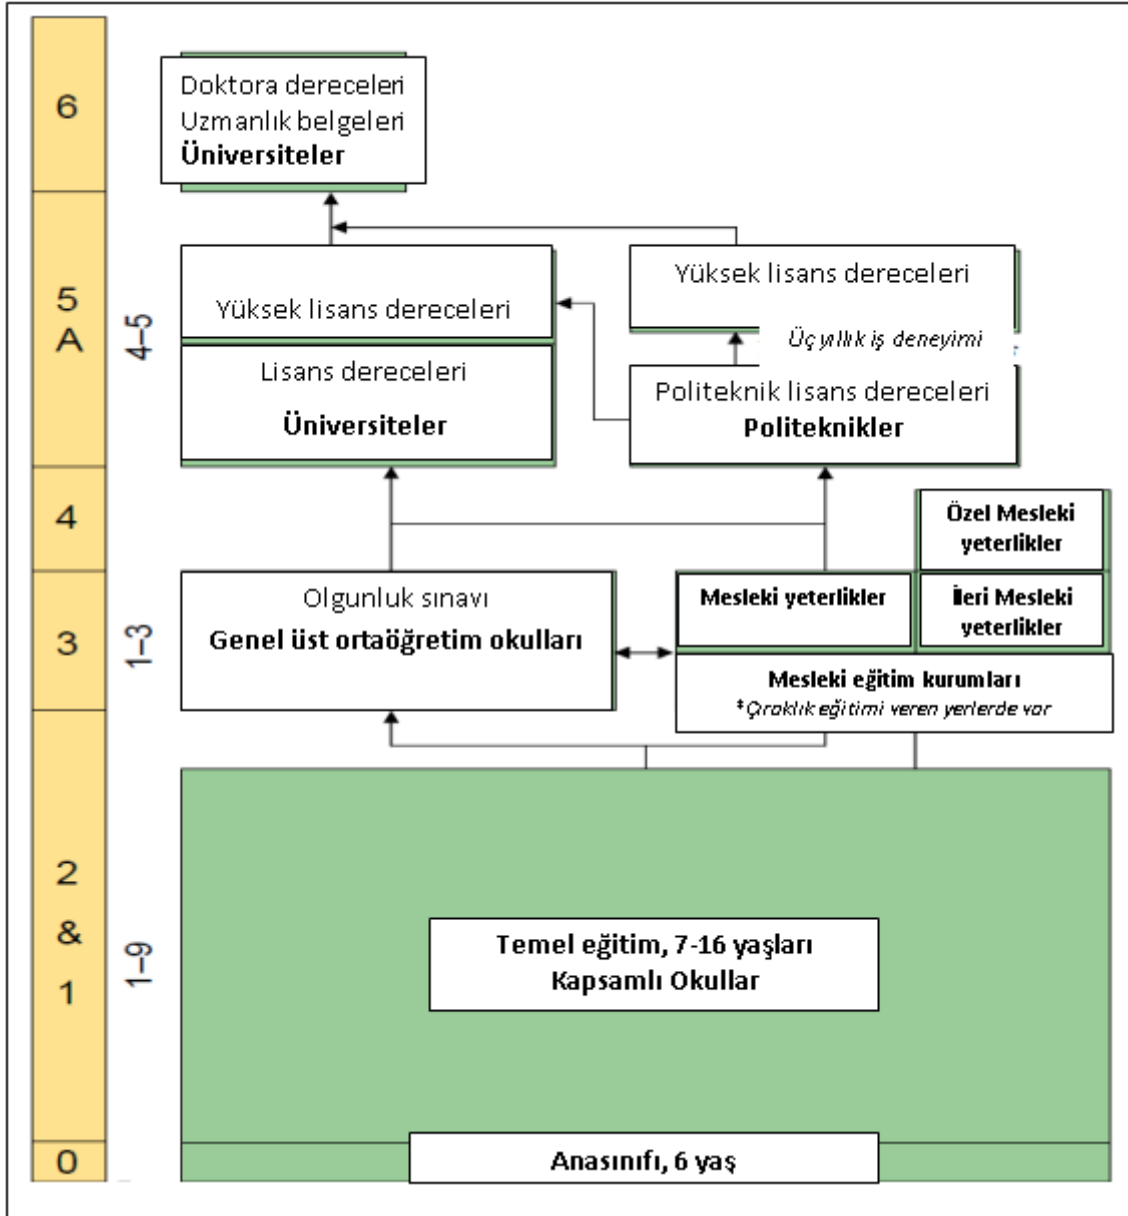 6
Doktora dereceleri
Uzmanlık belgeleri
Üniversiteler
5
A
4–5
Yüksek lisans dereceleri
Lisans dereceleri
Üniversiteler
Yüksek lisans dereceleri
Üç yıllık iş deneyimi
Politeknik lisans dereceleri
Politeknikler
4
Özel Mesleki
yeterlikler
3
1–3
Olgunluk sınavı
Genel üst ortaöğretim okulları
Mesleki yeterlikler
İleri Mesleki
yeterlikler
Mesleki eğitim kurumları
*Çıraklık eğitimi veren yerlerde var
2
&
1
1–9
Temel eğitim, 7-16 yaşları
Kapsamlı Okullar
0
Anasınıfı, 6 yaş